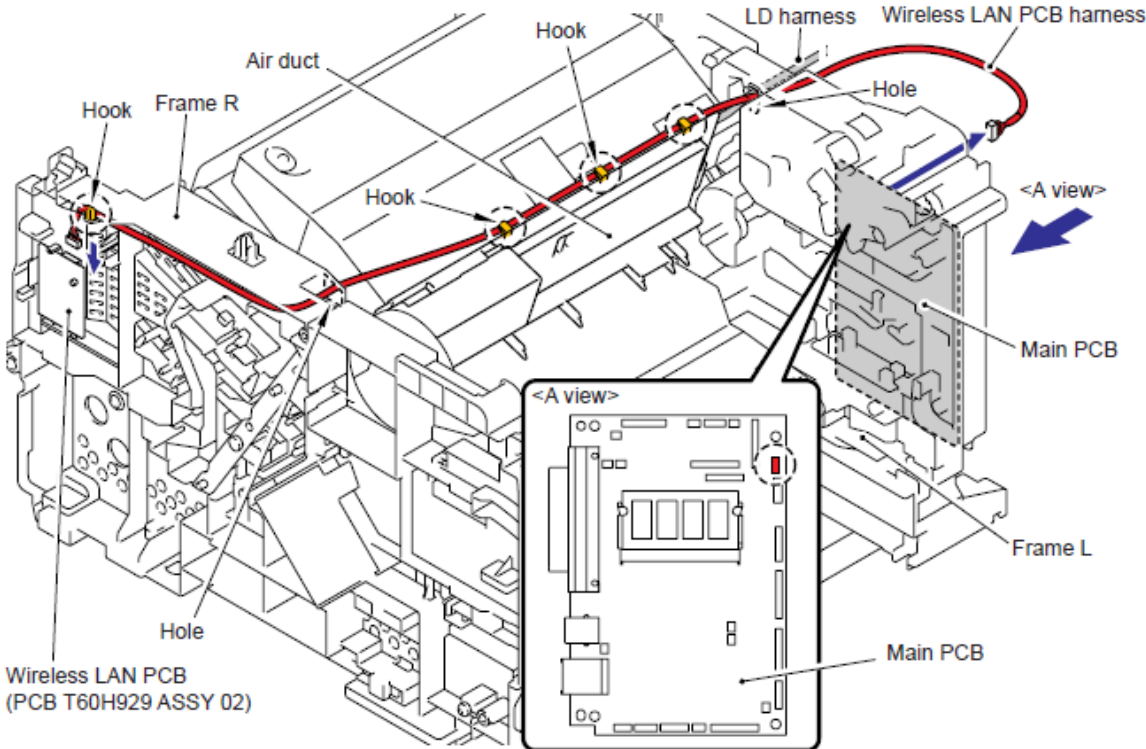 LD harness
Wireless LAN PCB harness
Hook
Air duct
Hook
Frame R
Hole
Hook
<A view>
Main PCB
<A view>
Frame L
Hole
Main PCB
Wireless LAN PCB
(PCB T60H929 ASSY 02)